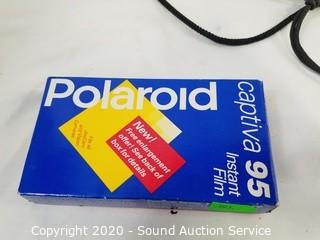 Polaroid
captiva 95
Instant
Film
New!
Free enlargement
offer! See back of
box for details.
Copyright 2020 - Sound Auction Service